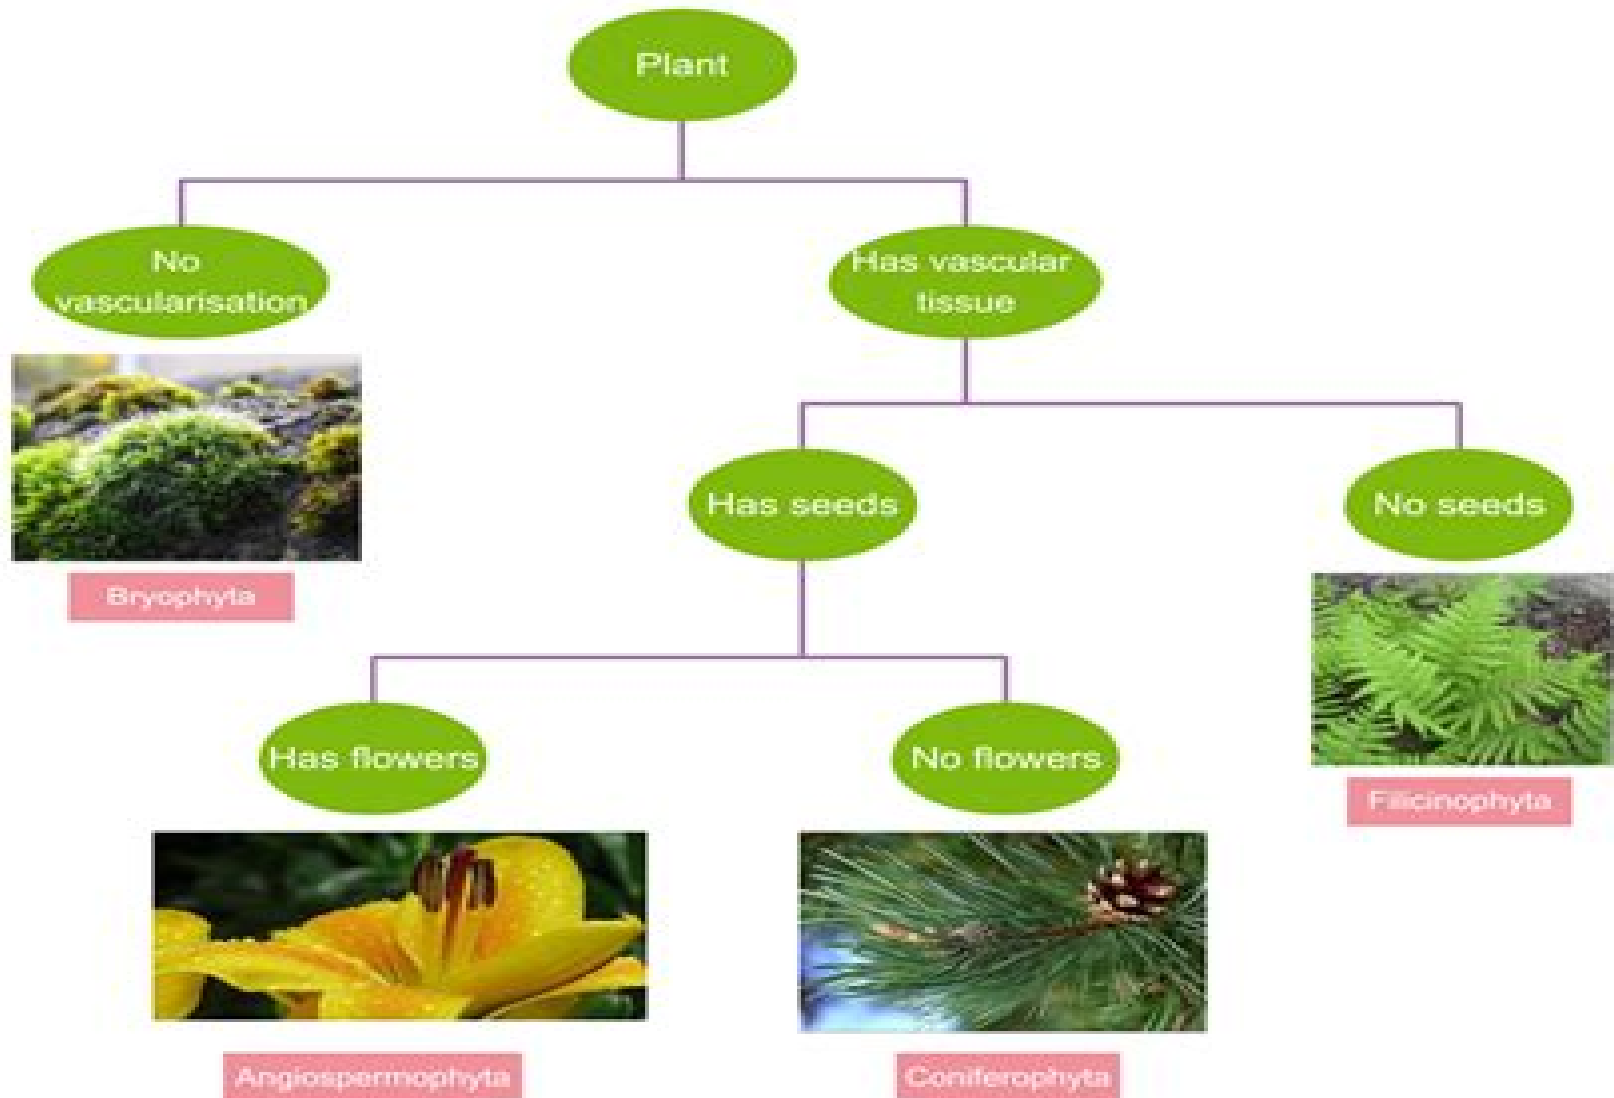 Plant
No
vascularisation
Has vascular
tissue
Has seeds
No seeds
Bryophyta
Has flowers
No flowers
Filicinophyta
Angiospermophyta
Coniferophyta